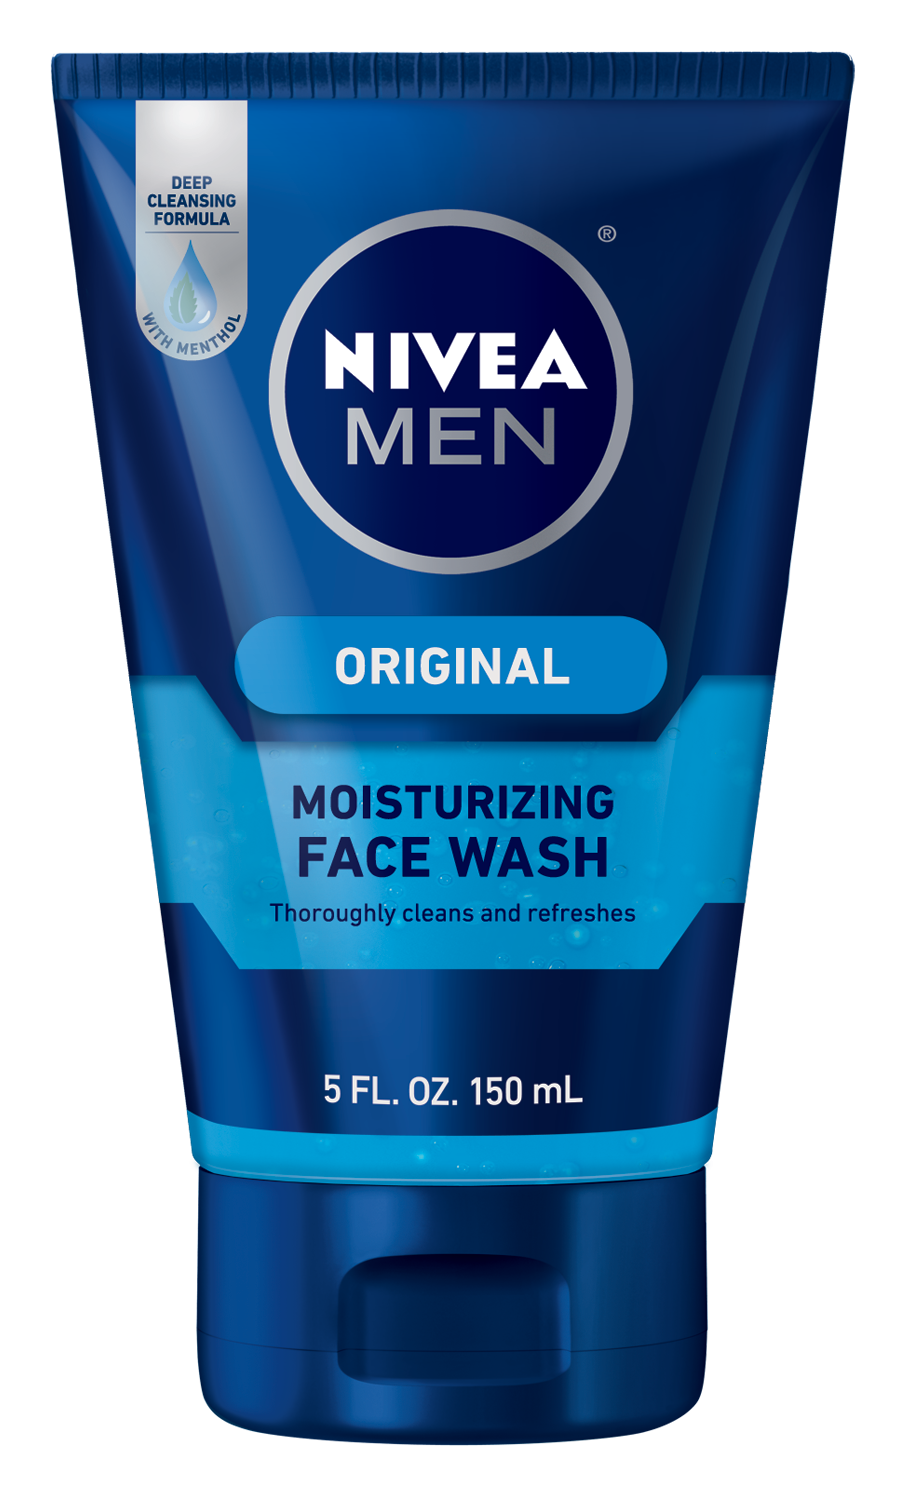 DEEP
CLEANSING
FORMULA
WITH MENTHOL
®
NIVEA
MEN
ORIGINAL
MOISTURIZING
FACE WASH
Thoroughly cleans and refreshes
5 FL. OZ. 150 mL